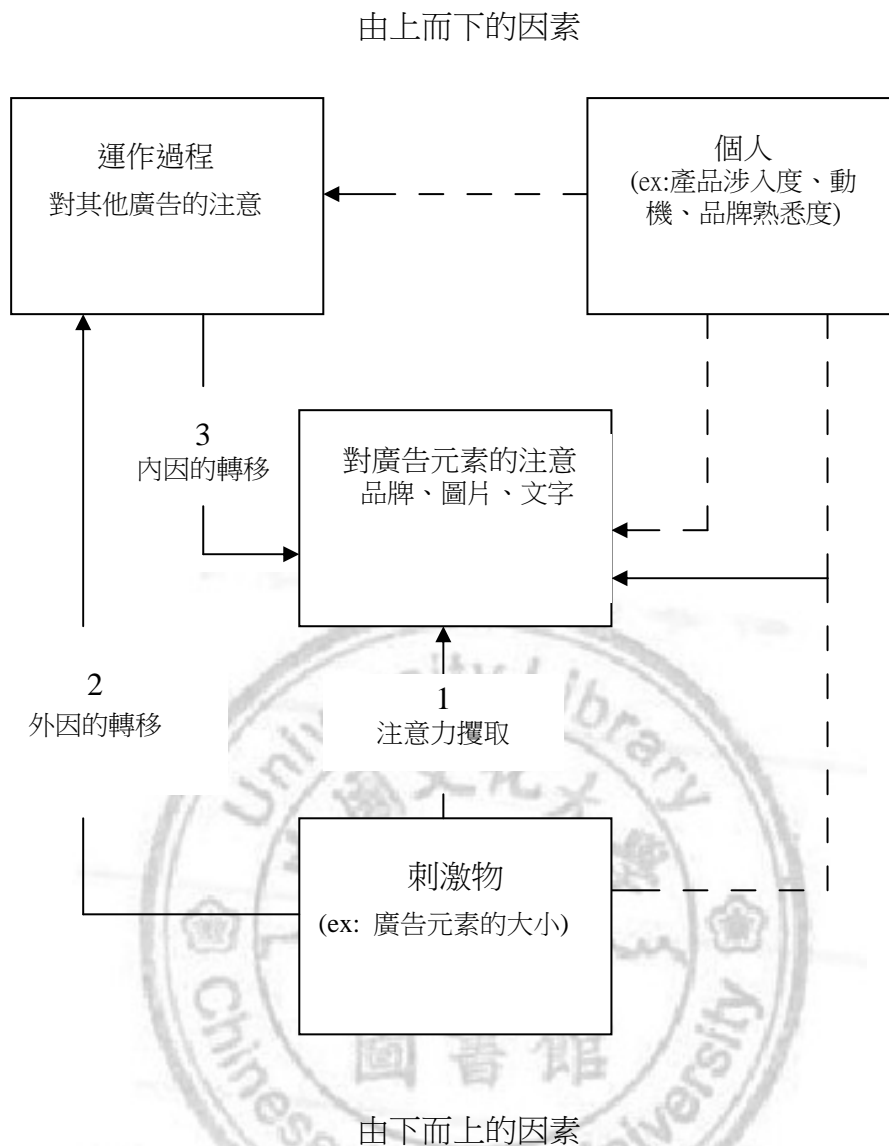 由上而下的因素
運作過程
對其他廣告的注意
個人
(ex:產品涉入度、動
機、品牌熟悉度)
3
內因的轉移
對廣告元素的注意
品牌、圖片、文字
2
外因的轉移
1
注意力攫取
刺激物
(ex: 廣告元素的大小)
圖書館
由下而上的因素